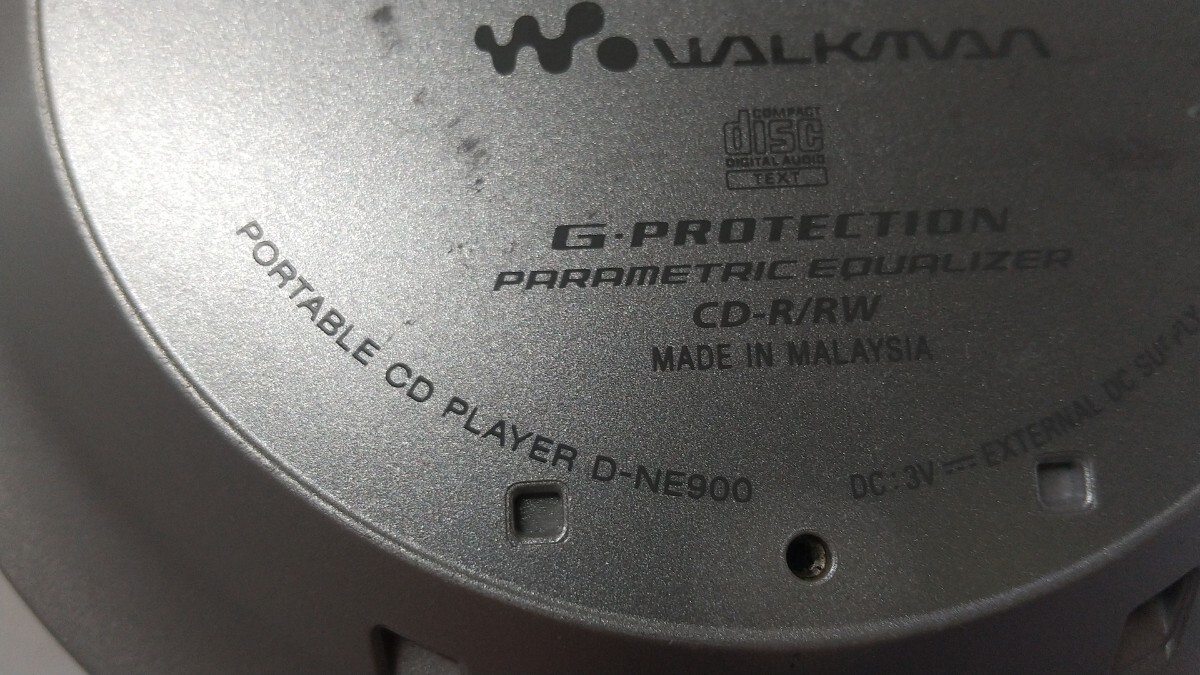 WALKMAN
COMPACT
disc
DIGITAL AUDIO
TEXT
G·PROTECTION
PARAMETRIC EQUALIZER
CD-R/RW
MADE IN MALAYSIA
PORTABLE CD PLAYER D-NE900
DC: 3V ⎓ EXTERNAL DC SUPPLY